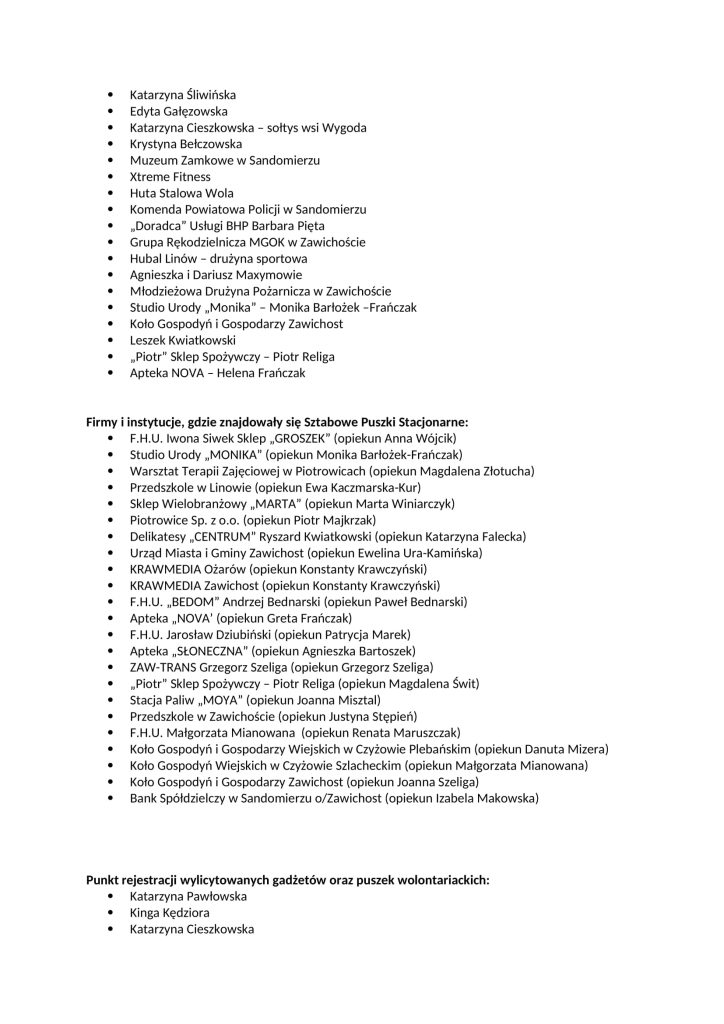 • Katarzyna Śliwińska
• Edyta Gałęzowska
• Katarzyna Cieszkowska – sołtys wsi Wygoda
• Krystyna Bełczowska
• Muzeum Zamkowe w Sandomierzu
• Xtreme Fitness
• Huta Stalowa Wola
• Komenda Powiatowa Policji w Sandomierzu
• „Doradca” Usługi BHP Barbara Pięta
• Grupa Rękodzielnicza MGOK w Zawichoście
• Hubal Linów – drużyna sportowa
• Agnieszka i Dariusz Maxymowie
• Młodzieżowa Drużyna Pożarnicza w Zawichoście
• Studio Urody „Monika” – Monika Barłożek –Frańczak
• Koło Gospodyń i Gospodarzy Zawichost
• Leszek Kwiatkowski
• „Piotr” Sklep Spożywczy – Piotr Religa
• Apteka NOVA – Helena Frańczak
Firmy i instytucje, gdzie znajdowały się Sztabowe Puszki Stacjonarne:
• F.H.U. Iwona Siwek Sklep „GROSZEK” (opiekun Anna Wójcik)
• Studio Urody „MONIKA” (opiekun Monika Barłożek-Frańczak)
• Warsztat Terapii Zajęciowej w Piotrowicach (opiekun Magdalena Złotucha)
• Przedszkole w Linowie (opiekun Ewa Kaczmarska-Kur)
• Sklep Wielobranżowy „MARTA” (opiekun Marta Winiarczyk)
• Piotrowice Sp. z o.o. (opiekun Piotr Majkrzak)
• Delikatesy „CENTRUM” Ryszard Kwiatkowski (opiekun Katarzyna Falecka)
• Urząd Miasta i Gminy Zawichost (opiekun Ewelina Ura-Kamińska)
• KRAWMEDIA Ożarów (opiekun Konstanty Krawczyński)
• KRAWMEDIA Zawichost (opiekun Konstanty Krawczyński)
• F.H.U. „BEDOM” Andrzej Bednarski (opiekun Paweł Bednarski)
• Apteka „NOVA’ (opiekun Greta Frańczak)
• F.H.U. Jarosław Dziubiński (opiekun Patrycja Marek)
• Apteka „SŁONECZNA” (opiekun Agnieszka Bartoszek)
• ZAW-TRANS Grzegorz Szeliga (opiekun Grzegorz Szeliga)
• „Piotr” Sklep Spożywczy – Piotr Religa (opiekun Magdalena Świt)
• Stacja Paliw „MOYA” (opiekun Joanna Misztal)
• Przedszkole w Zawichoście (opiekun Justyna Stępień)
• F.H.U. Małgorzata Mianowana  (opiekun Renata Maruszczak)
• Koło Gospodyń i Gospodarzy Wiejskich w Czyżowie Plebańskim (opiekun Danuta Mizera)
• Koło Gospodyń Wiejskich w Czyżowie Szlacheckim (opiekun Małgorzata Mianowana)
• Koło Gospodyń i Gospodarzy Zawichost (opiekun Joanna Szeliga)
• Bank Spółdzielczy w Sandomierzu o/Zawichost (opiekun Izabela Makowska)
Punkt rejestracji wylicytowanych gadżetów oraz puszek wolontariackich:
• Katarzyna Pawłowska
• Kinga Kędziora
• Katarzyna Cieszkowska